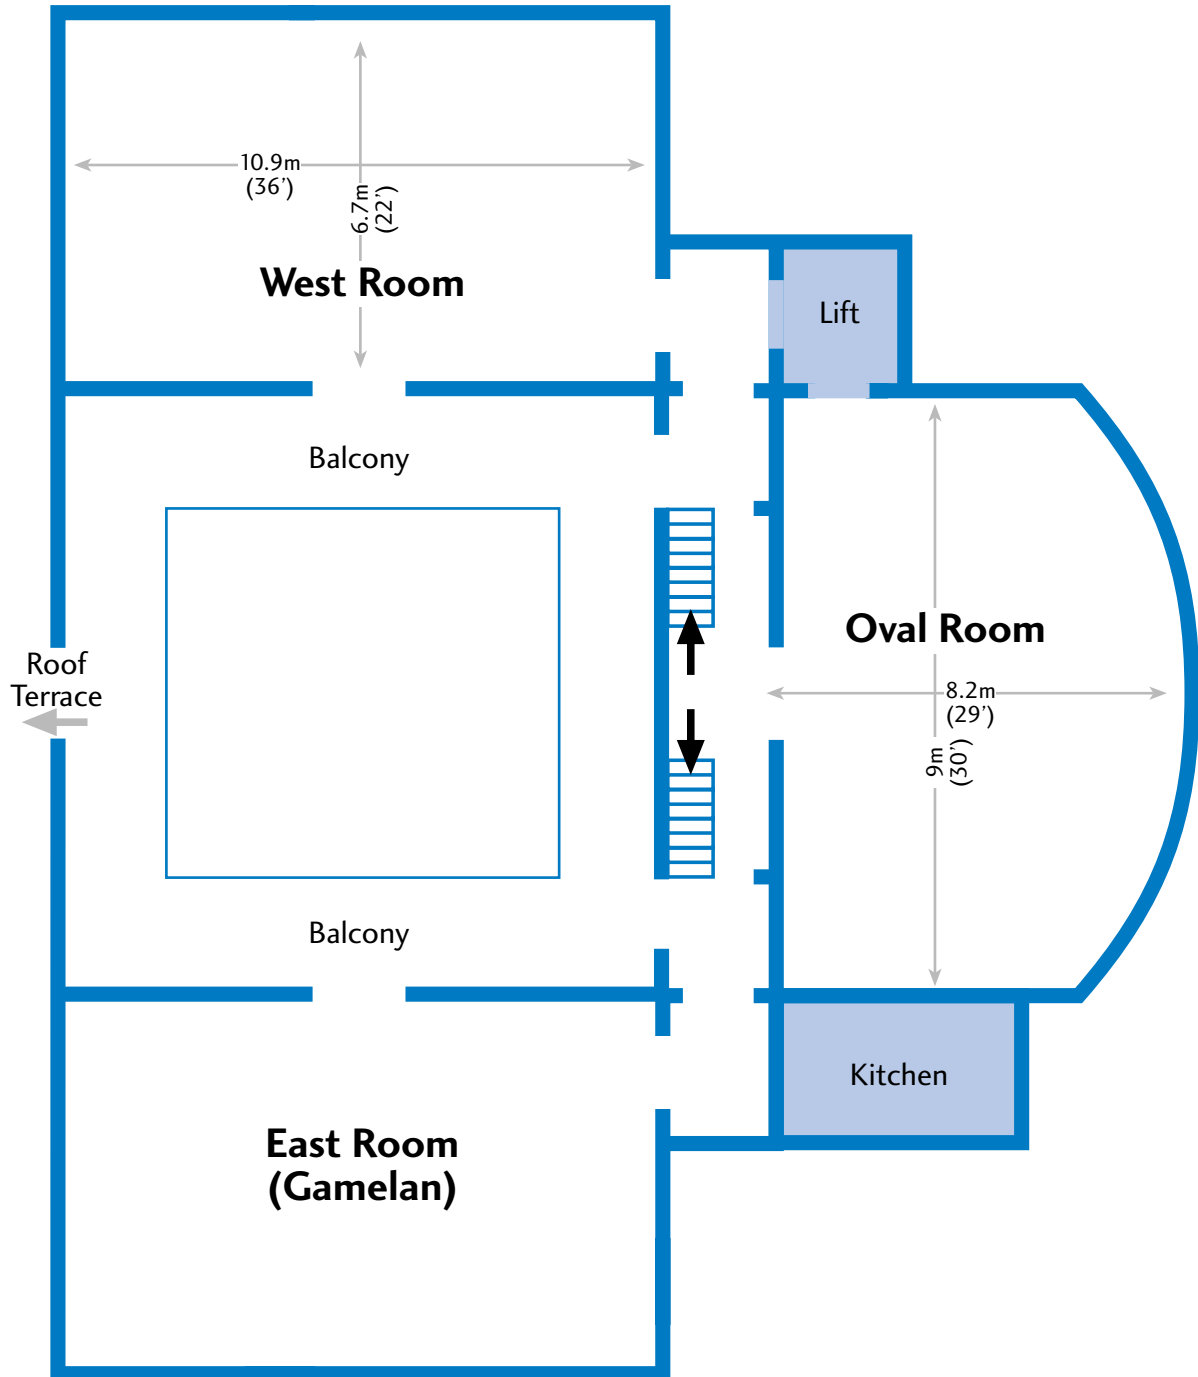 10.9m
(36’)
6.7m
(22’)
West Room
Lift
Balcony
Oval Room
Roof
Terrace
8.2m
(29’)
9m
(30’)
Balcony
Kitchen
East Room
(Gamelan)